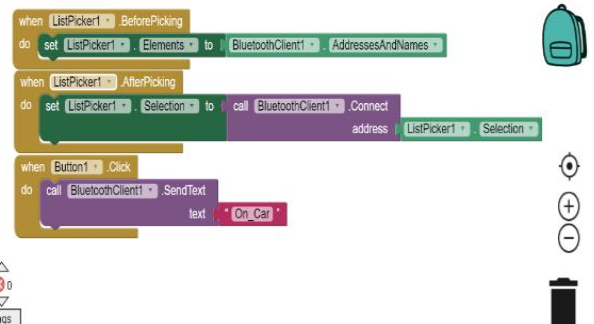 when ListPicker1 .BeforePicking
do set ListPicker1 . Elements to BluetoothClient1 . AddressesAndNames
when ListPicker1 .AfterPicking
do set ListPicker1 . Selection to call BluetoothClient1 .Connect
address ListPicker1 . Selection
when Button1 .Click
do call BluetoothClient1 .SendText
text " On_Car "
0